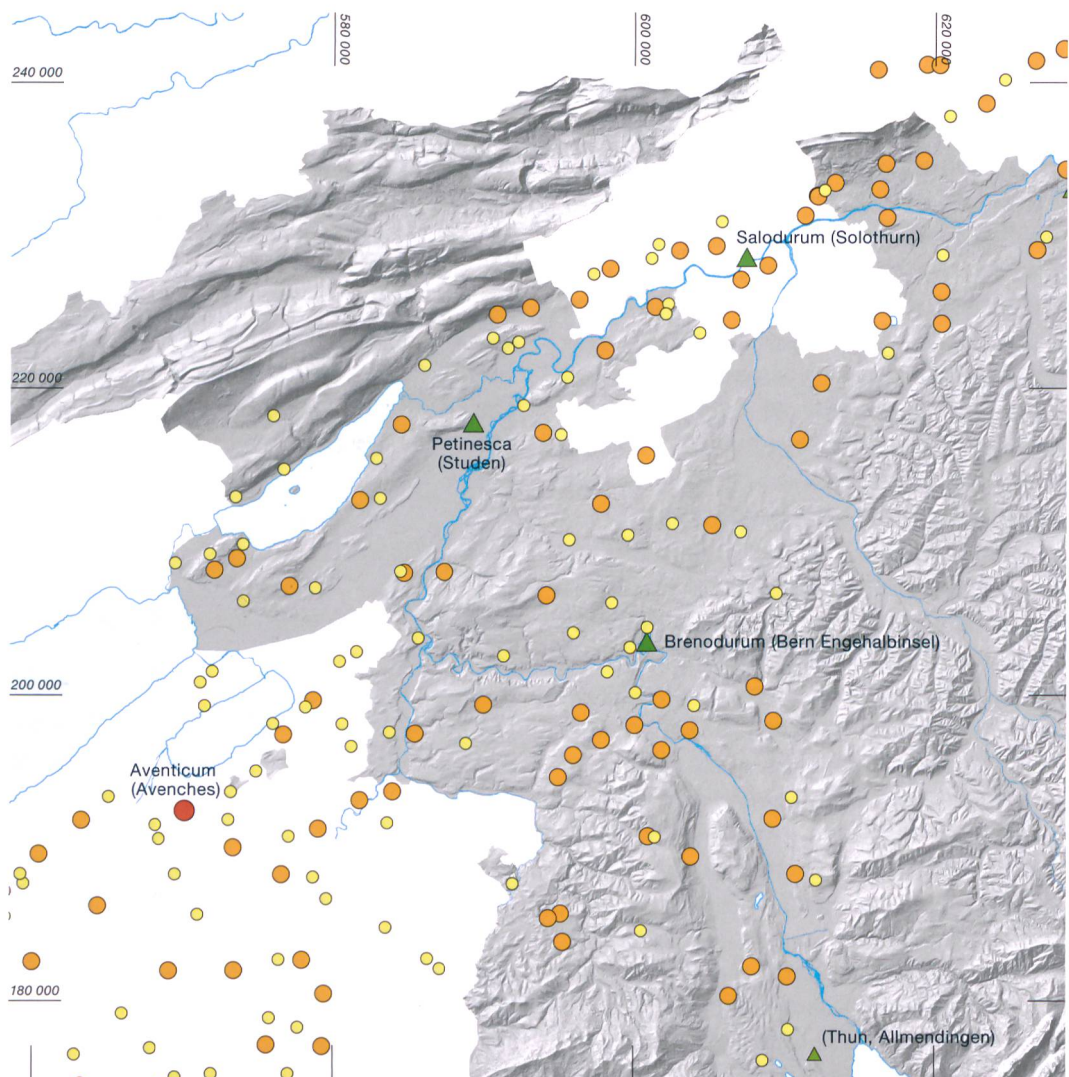 580 000
600 000
620 000
240 000
Salodurum (Solothurn)
220 000
Petinesca
(Studen)
Brenodurum (Bern Engehalbinsel)
200 000
Aventicum
(Avenches)
180 000
(Thun, Allmendingen)